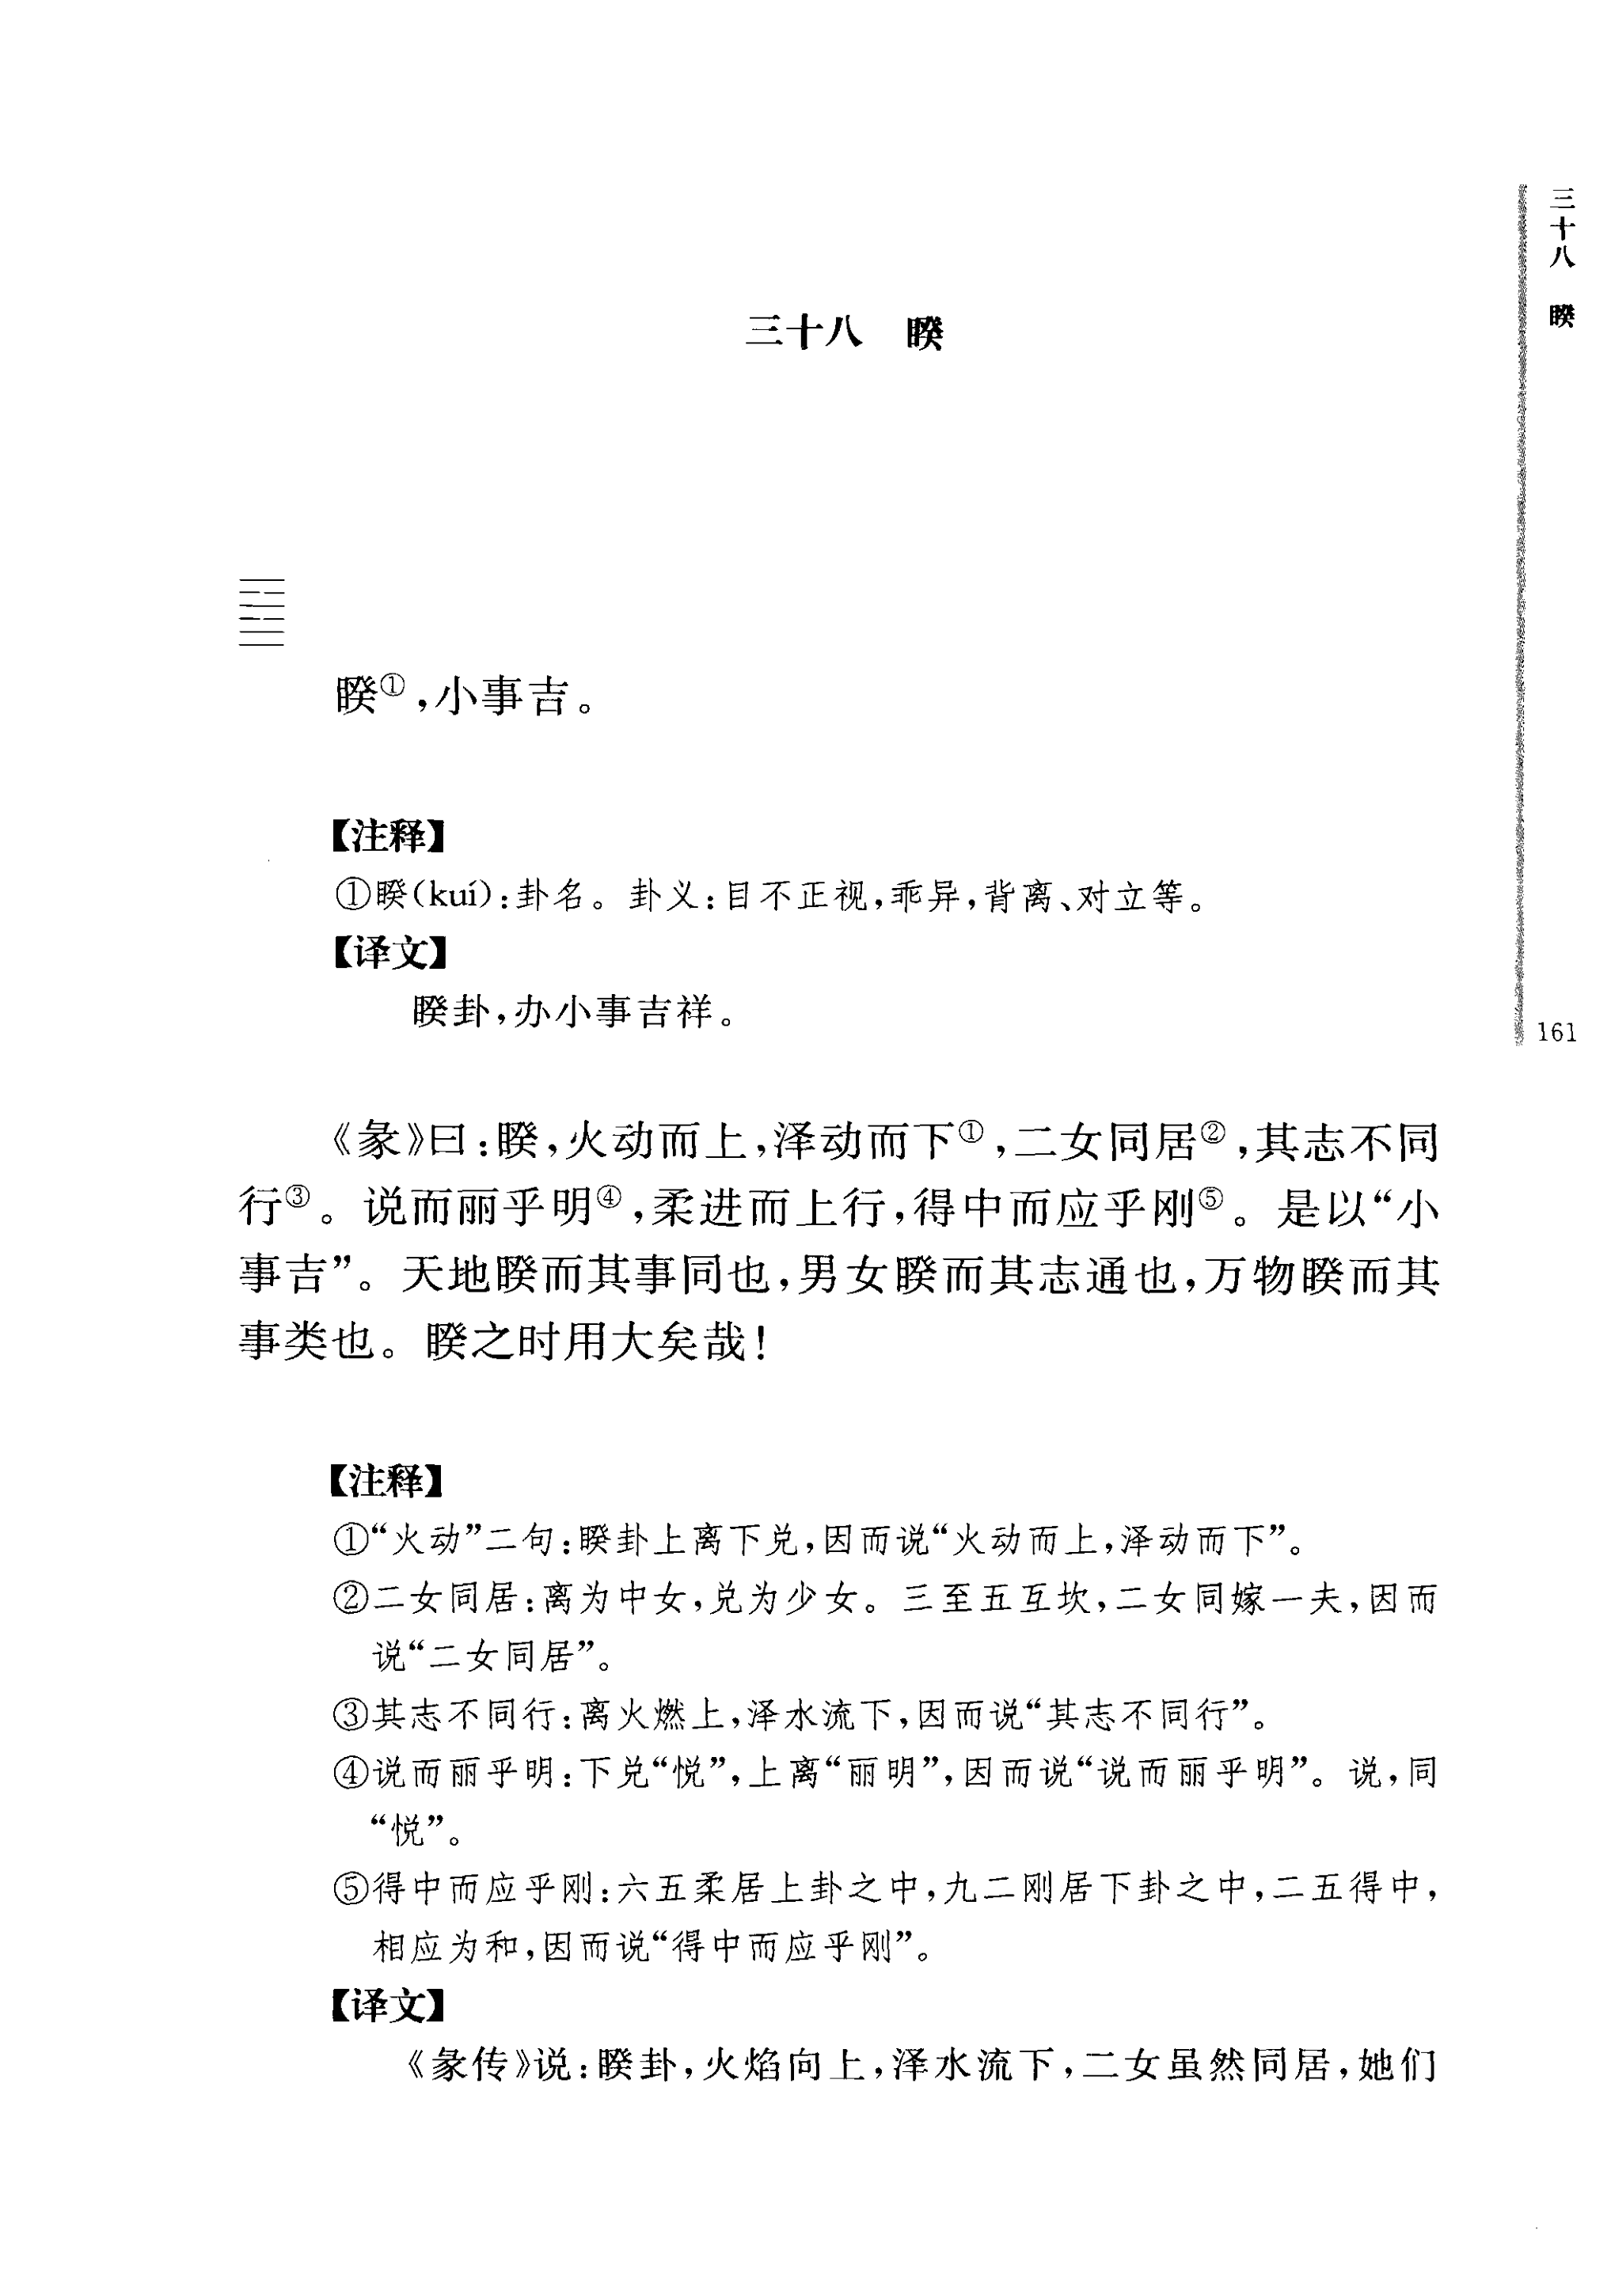 三十八 睽
三十八 睽
睽①,小事吉。
【注释】
①睽(kuí):卦名。卦义:目不正视,乖异,背离、对立等。
【译文】
睽卦,办小事吉祥。
161
《彖》曰:睽,火动而上,泽动而下①,二女同居②,其志不同
行③。说而丽乎明④,柔进而上行,得中而应乎刚⑤。是以“小
事吉”。天地睽而其事同也,男女睽而其志通也,万物睽而其
事类也。睽之时用大矣哉!
【注释】
①“火动”二句:睽卦上离下兑,因而说“火动而上,泽动而下”。
②二女同居:离为中女,兑为少女。三至五互坎,二女同嫁一夫,因而
说“二女同居”。
③其志不同行:离火燃上,泽水流下,因而说“其志不同行”。
④说而丽乎明:下兑“悦”,上离“丽明”,因而说“说而丽乎明”。说,同
“悦”。
⑤得中而应乎刚:六五柔居上卦之中,九二刚居下卦之中,二五得中,
相应为和,因而说“得中而应乎刚”。
【译文】
《彖传》说:睽卦,火焰向上,泽水流下,二女虽然同居,她们